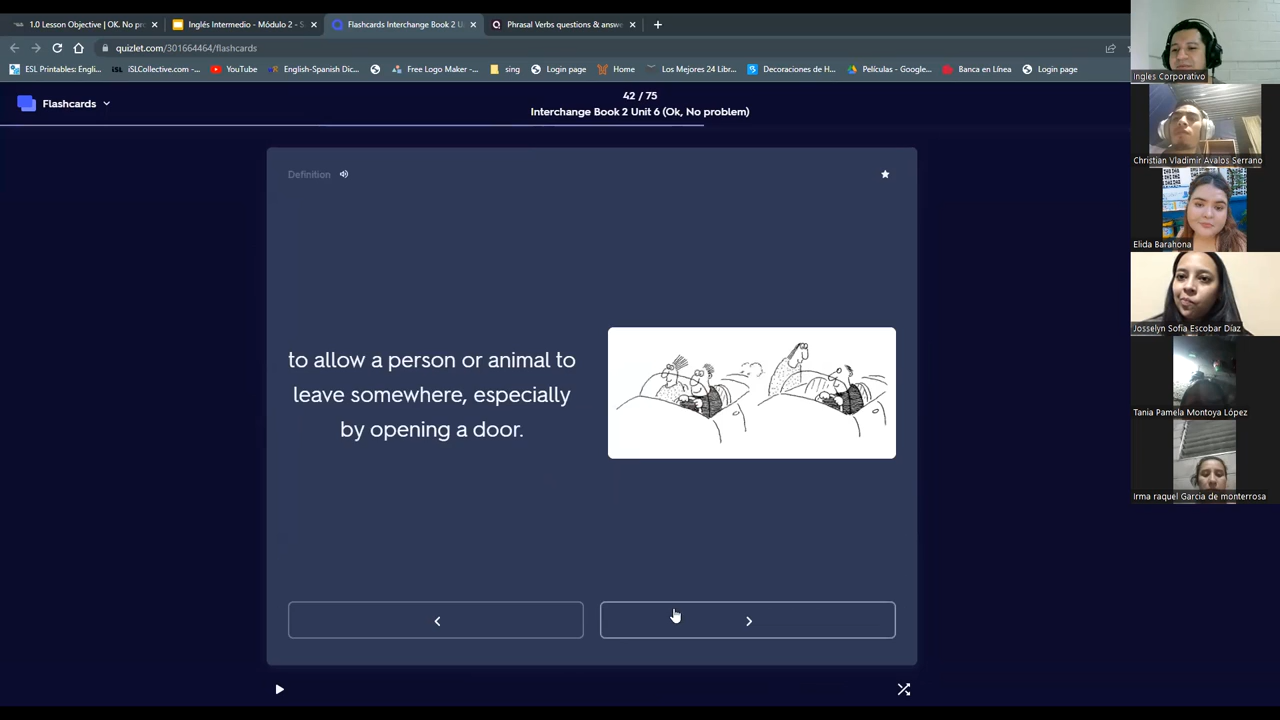 1.0 Lesson Objective | OK. No pr
Inglés Intermedio - Módulo 2 - S
Flashcards Interchange Book 2 U
Phrasal Verbs questions & answe
quizlet.com/301664464/flashcards
ESL Printables: Engli...
iSLCollective.com -...
YouTube
English-Spanish Dic...
Free Logo Maker -...
sing
Login page
Home
Los Mejores 24 Libr...
Decoraciones de H...
Películas - Google...
Banca en Línea
Login page
Flashcards
42 / 75
Interchange Book 2 Unit 6 (Ok, No problem)
Definition
to allow a person or animal to
leave somewhere, especially
by opening a door.
Ingles Corporativo
Christian Vladimir Avalos Serrano
Elida Barahona
Josselyn Sofía Escobar Díaz
Tania Pamela Montoya López
Irma raquel Garcia de monterrosa